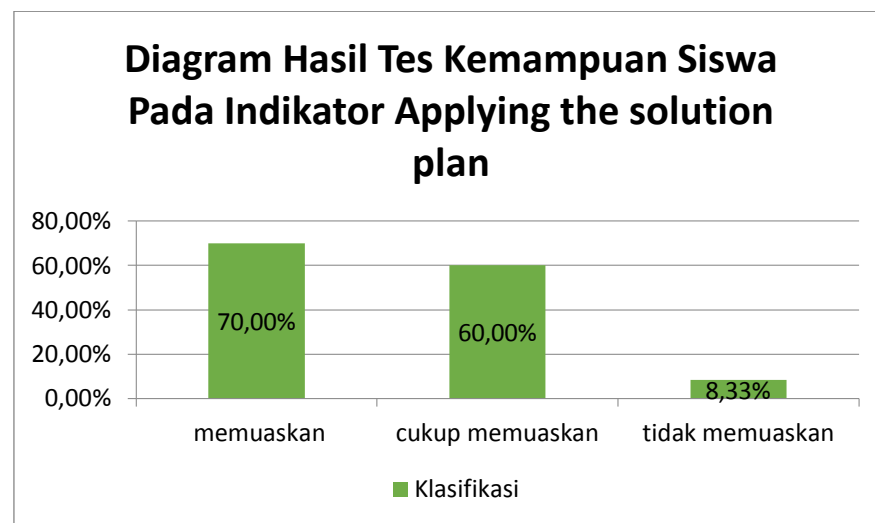 Diagram Hasil Tes Kemampuan Siswa
Pada Indikator Applying the solution
plan
80,00%
60,00%
40,00%
20,00%
0,00%
70,00%
60,00%
8,33%
memuaskan
cukup memuaskan
tidak memuaskan
Klasifikasi